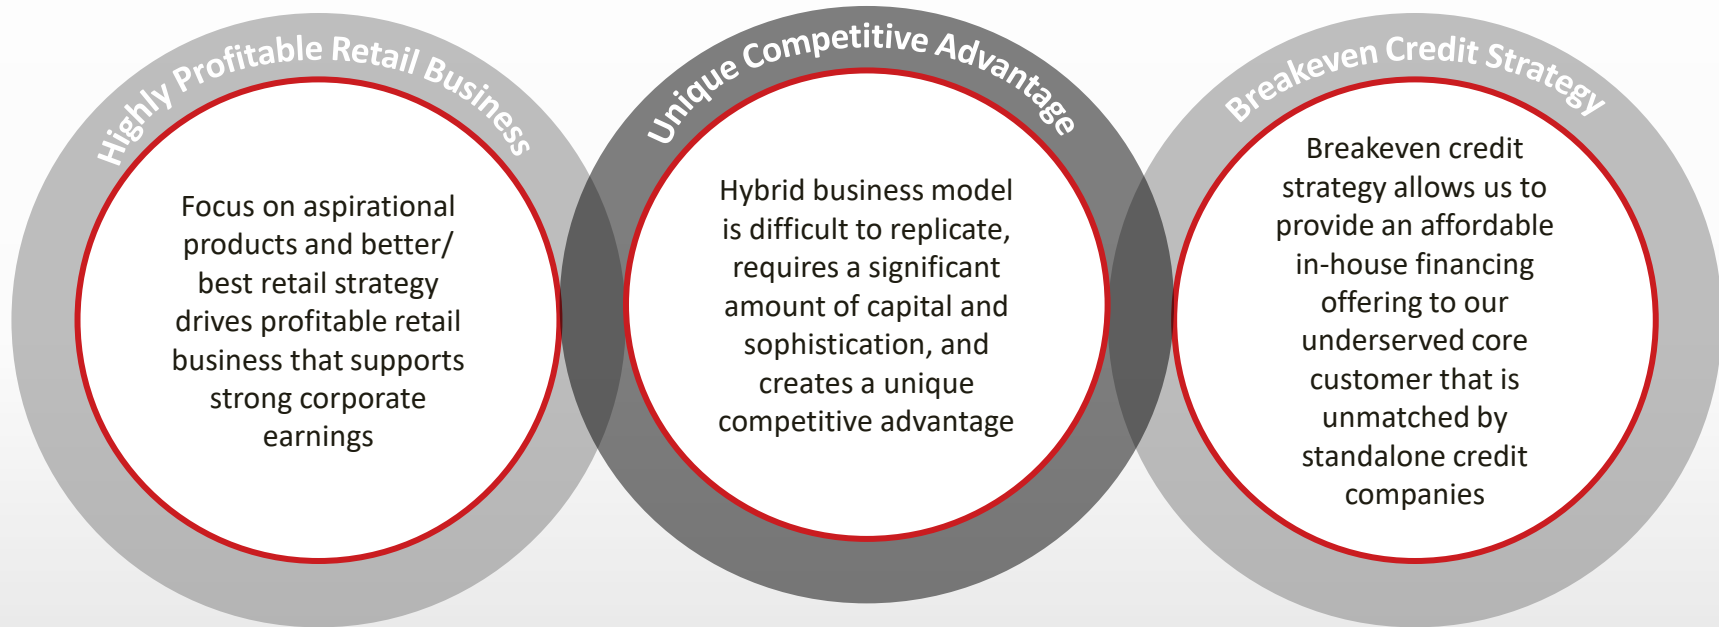 Highly Profitable Retail Business
Focus on aspirational
products and better/
best retail strategy
drives profitable retail
business that supports
strong corporate
earnings
Unique Competitive Advantage
Hybrid business model
is difficult to replicate,
requires a significant
amount of capital and
sophistication, and
creates a unique
competitive advantage
Breakeven Credit Strategy
Breakeven credit
strategy allows us to
provide an affordable
in-house financing
offering to our
underserved core
customer that is
unmatched by
standalone credit
companies